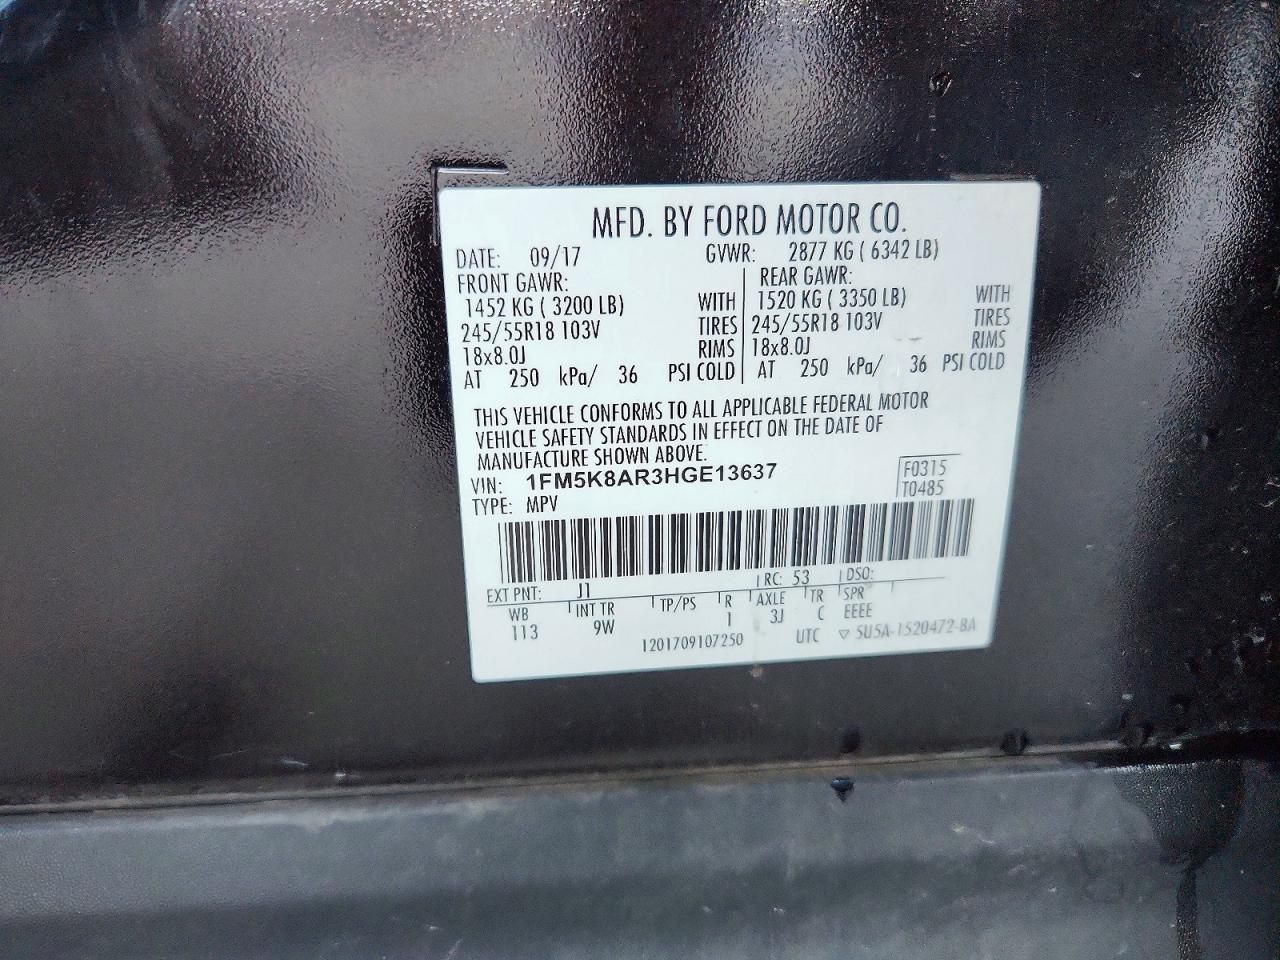 MFD. BY FORD MOTOR CO.
DATE: 09/17 GVWR: 2877 KG ( 6342 LB)
FRONT GAWR: REAR GAWR:
1452 KG ( 3200 LB) WITH 1520 KG ( 3350 LB) WITH
245/55R18 103V TIRES 245/55R18 103V TIRES
18x8.0J RIMS 18x8.0J RIMS
AT 250 kPa/ 36 PSI COLD AT 250 kPa/ 36 PSI COLD
THIS VEHICLE CONFORMS TO ALL APPLICABLE FEDERAL MOTOR
VEHICLE SAFETY STANDARDS IN EFFECT ON THE DATE OF
MANUFACTURE SHOWN ABOVE.
VIN: 1FM5K8AR3HGE13637 F0315
TYPE: MPV T0485
EXT PNT: J1 RC: 53 DSO:
WB INT TR TP/PS R AXLE TR SPR
113 9W 1 3J C EEEE
1201709107250 UTC ▽ 5U5A-1520472-BA